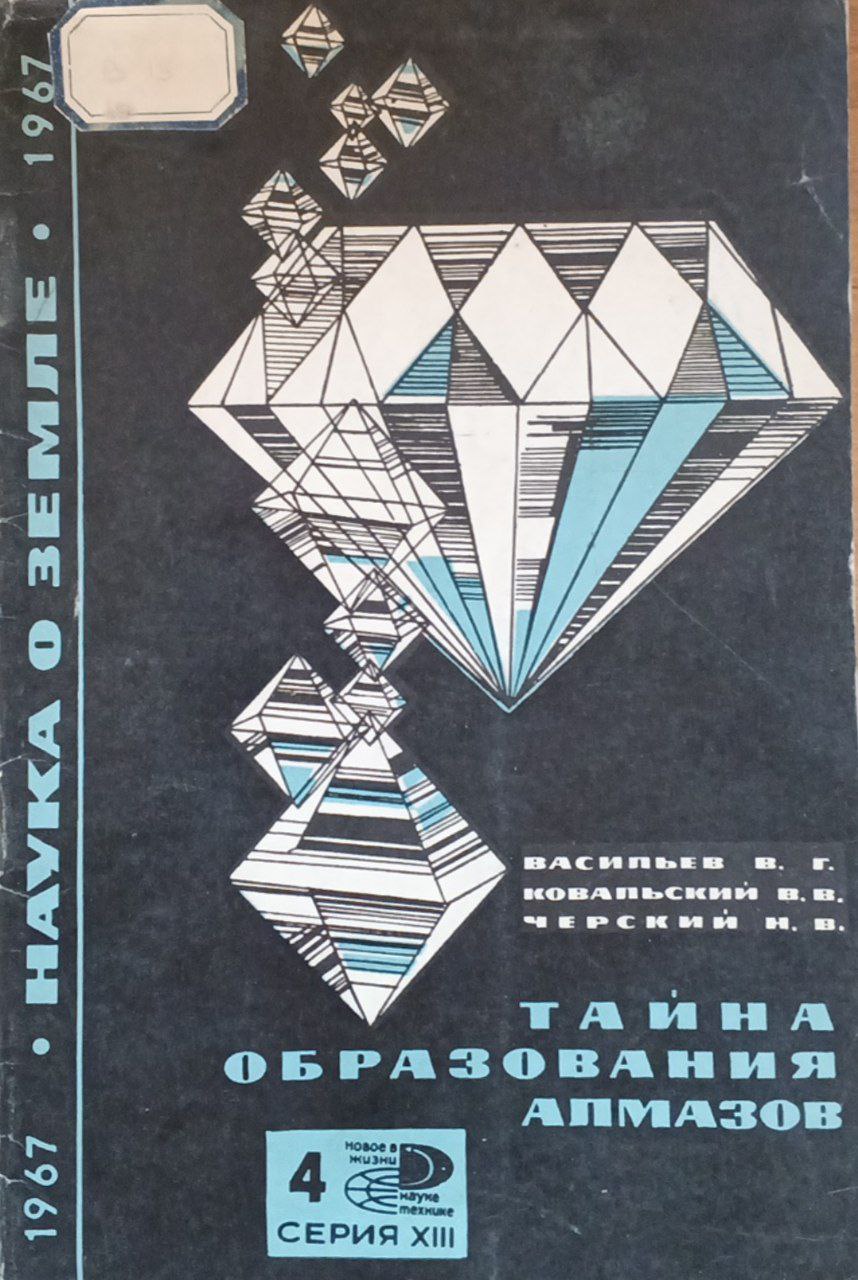 1967 • НАУКА О ЗЕМЛЕ • 1967
ВАСИЛЬЕВ В. Г.
КОВАЛЬСКИЙ В. В.
ЧЕРСКИЙ Н. В.
ТАЙНА
ОБРАЗОВАНИЯ
АЛМАЗОВ
4
НОВОЕ В
ЖИЗНИ
науке
технике
СЕРИЯ XIII